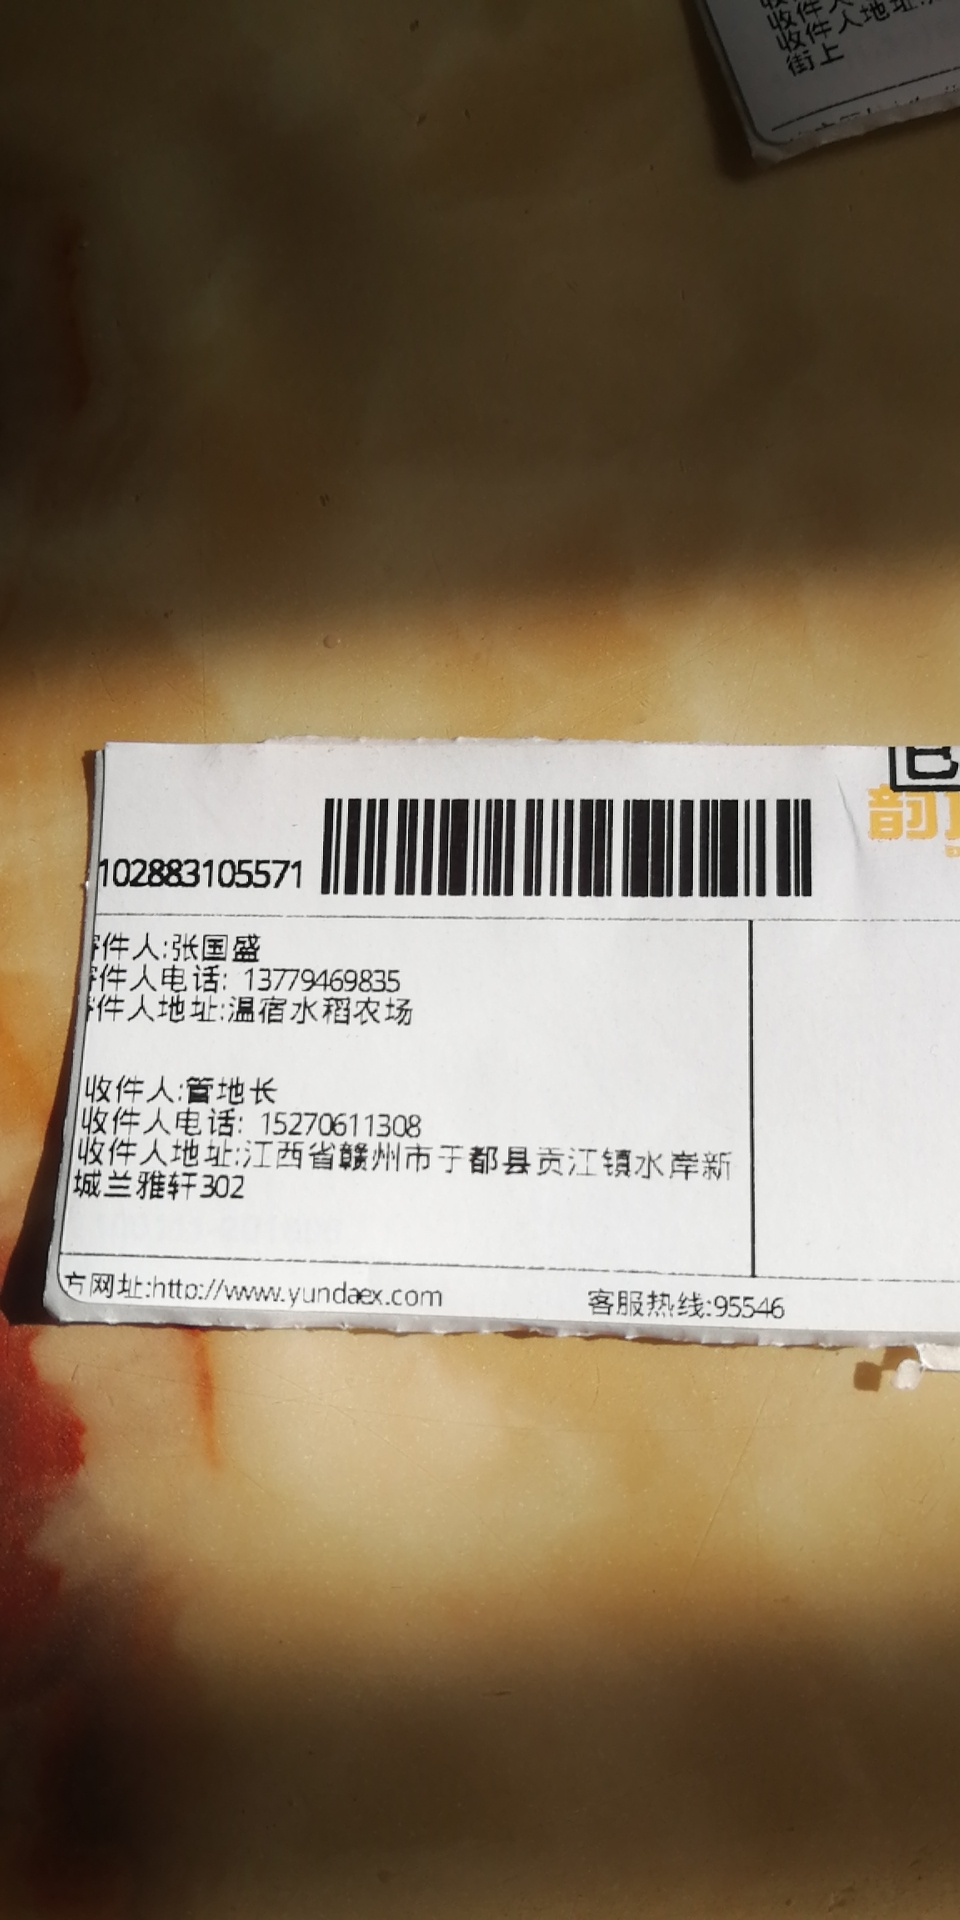 收件人地址:
街上
韵
102883105571
件人:张国盛
件人电话: 13779469835
件人地址:温宿水稻农场
收件人:管地长
收件人电话: 15270611308
收件人地址:江西省赣州市于都县贡江镇水岸新
城兰雅轩302
方网址:http://www.yundaex.com
客服热线:95546